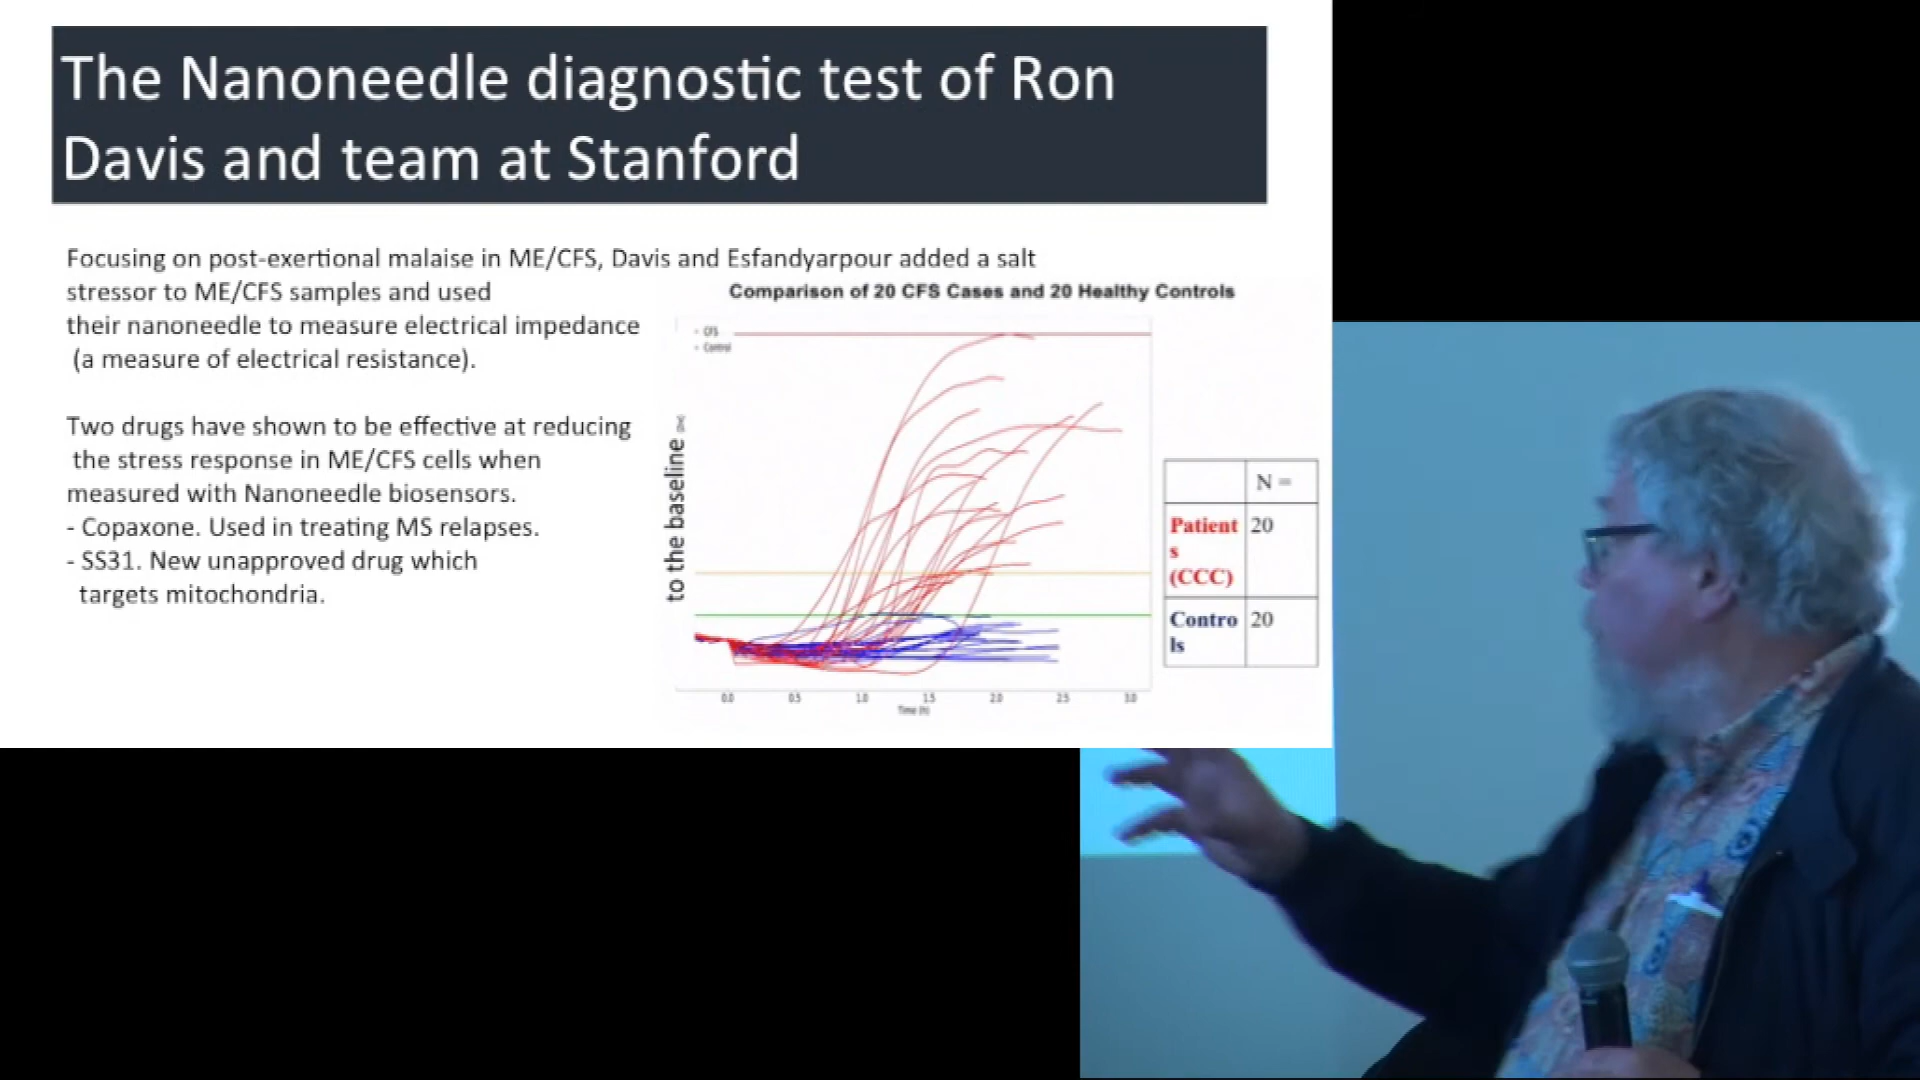 The Nanoneedle diagnostic test of Ron
Davis and team at Stanford
Focusing on post-exertional malaise in ME/CFS, Davis and Esfandyarpour added a salt
stressor to ME/CFS samples and used
their nanoneedle to measure electrical impedance
(a measure of electrical resistance).
Two drugs have shown to be effective at reducing
the stress response in ME/CFS cells when
measured with Nanoneedle biosensors.
- Copaxone. Used in treating MS relapses.
- SS31. New unapproved drug which
targets mitochondria.
Comparison of 20 CFS Cases and 20 Healthy Controls
CFS
Control
to the baseline
0.0 0.5 1.0 1.5 2.0 2.5 3.0
Time (h)
N =
Patient 20
s
(CCC)
Contro 20
ls